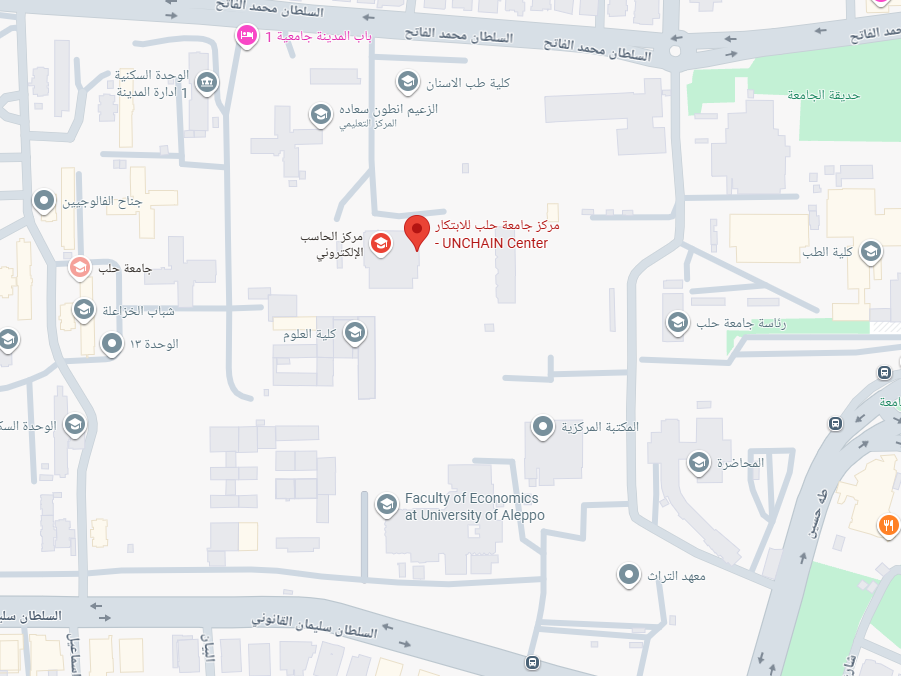 السلطان محمد الفاتح
باب المدينة جامعية 1
السلطان محمد الفاتح
السلطان محمد الفاتح
كلية طب الاسنان
الوحدة السكنية
1 ادارة المدينة
حديقة الجامعة
الزعيم انطون سعاده
المركز التعليمي
جناح الفالوجيين
مركز جامعة حلب للابتكار
- UNCHAIN Center
مركز الحاسب
الإلكتروني
كلية الطب
جامعة حلب
شباب الخزاعلة
رئاسة جامعة حلب
كلية العلوم
الوحدة ١٣
المكتبة المركزية
الوحدة السك
المحاضرة
Faculty of Economics
at University of Aleppo
طه حسين
معهد التراث
السلطان سليمان القانوني
السلطان سلي
اسماعيل
البيان